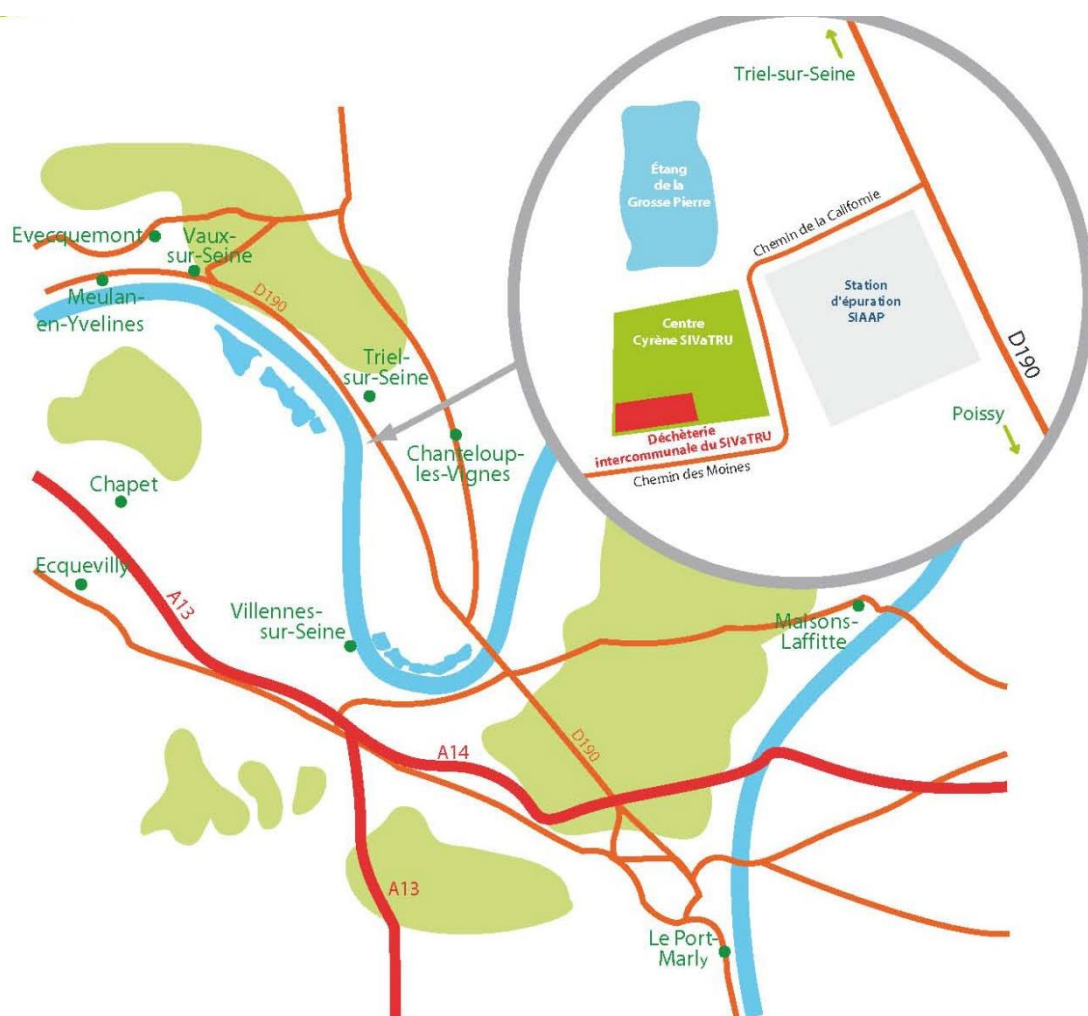 Triel-sur-Seine
Étang
de la
Grosse Pierre
Chemin de la Californie
Station
d'épuration
SIAAP
Centre
Cyrène SIVaTRU
D190
Poissy
Déchèterie
intercommunale du SIVaTRU
Chemin des Moines
Evecquemont
Vaux-
sur-Seine
Meulan-
en-Yvelines
D190
Triel-
sur-Seine
Chanteloup-
les-Vignes
Chapet
Ecquevilly
A13
Villennes-
sur-Seine
Maisons-
Laffitte
A14
D190
A13
Le Port-
Marly